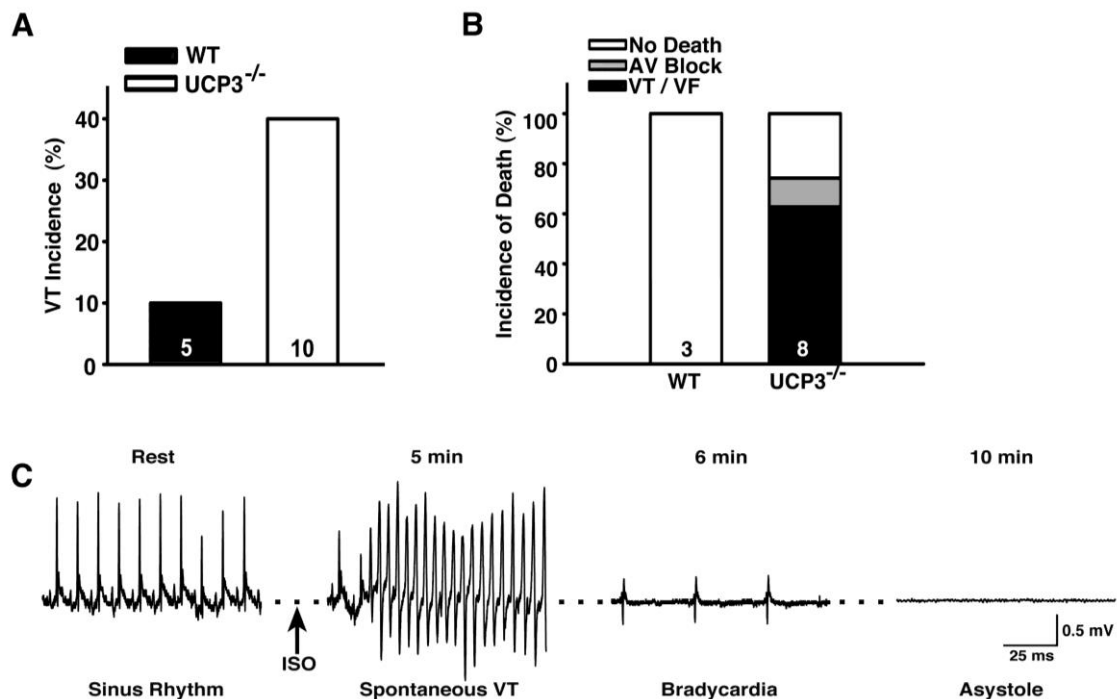 A
WT
UCP3-/-
VT Incidence (%)
40
30
20
10
0
5
10
B
No Death
AV Block
VT / VF
Incidence of Death (%)
100
80
60
40
20
0
3
8
WT
UCP3-/-
C
Rest
5 min
6 min
10 min
ISO
0.5 mV
25 ms
Sinus Rhythm
Spontaneous VT
Bradycardia
Asystole